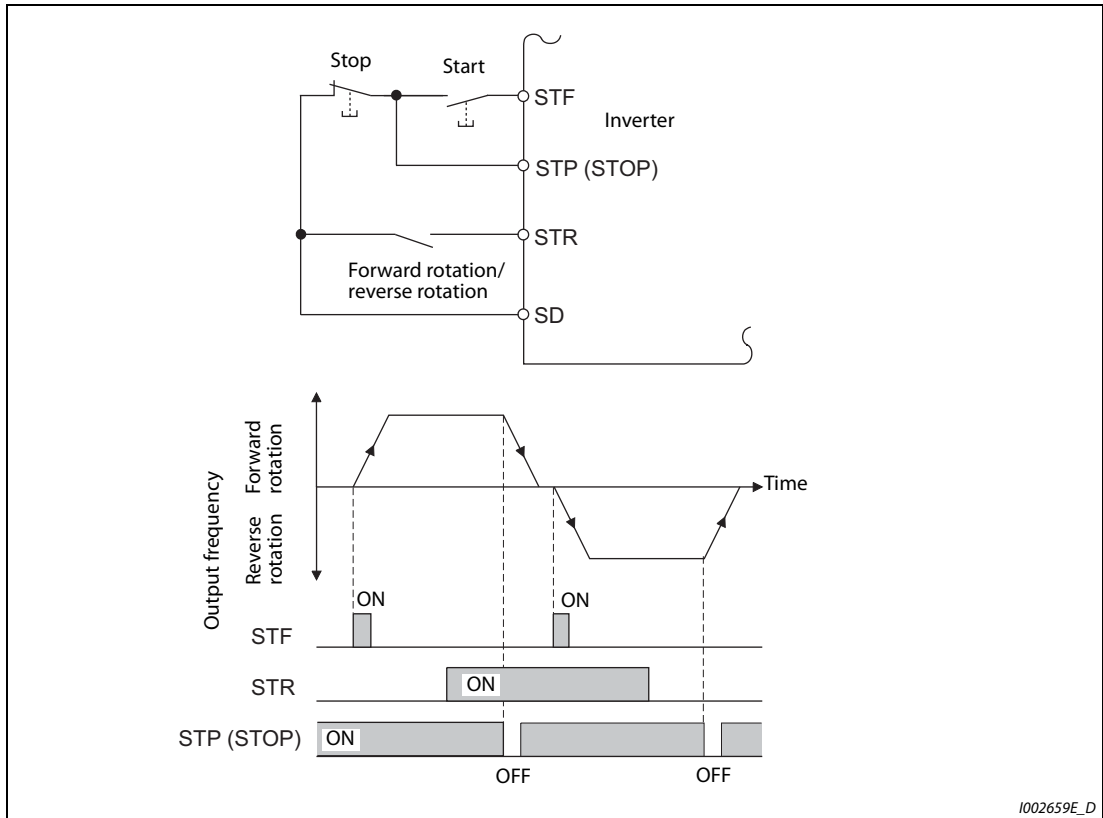 Stop
Start
STF
Inverter
STP (STOP)
STR
Forward rotation/
reverse rotation
SD
Output frequency
Forward
rotation
Reverse
rotation
Time
ON
ON
STF
STR
ON
STP (STOP)
ON
OFF
OFF
I002659E_D